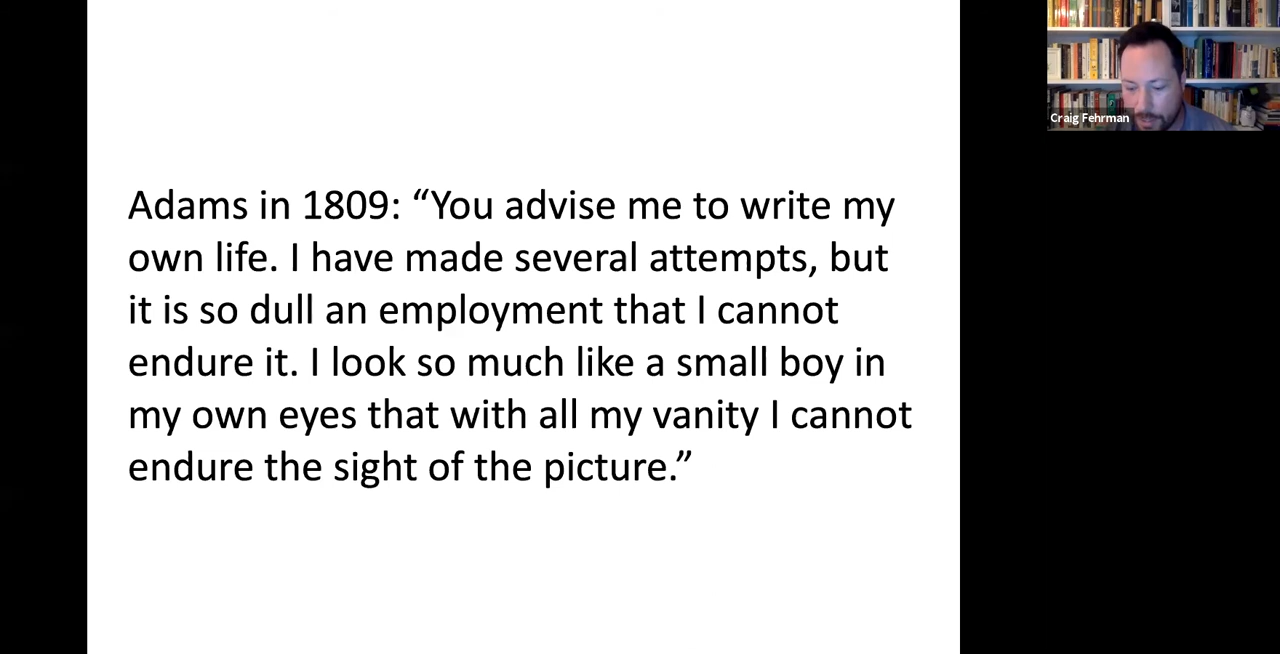 Adams in 1809: “You advise me to write my
own life. I have made several attempts, but
it is so dull an employment that I cannot
endure it. I look so much like a small boy in
my own eyes that with all my vanity I cannot
endure the sight of the picture.”
Craig Fehrman